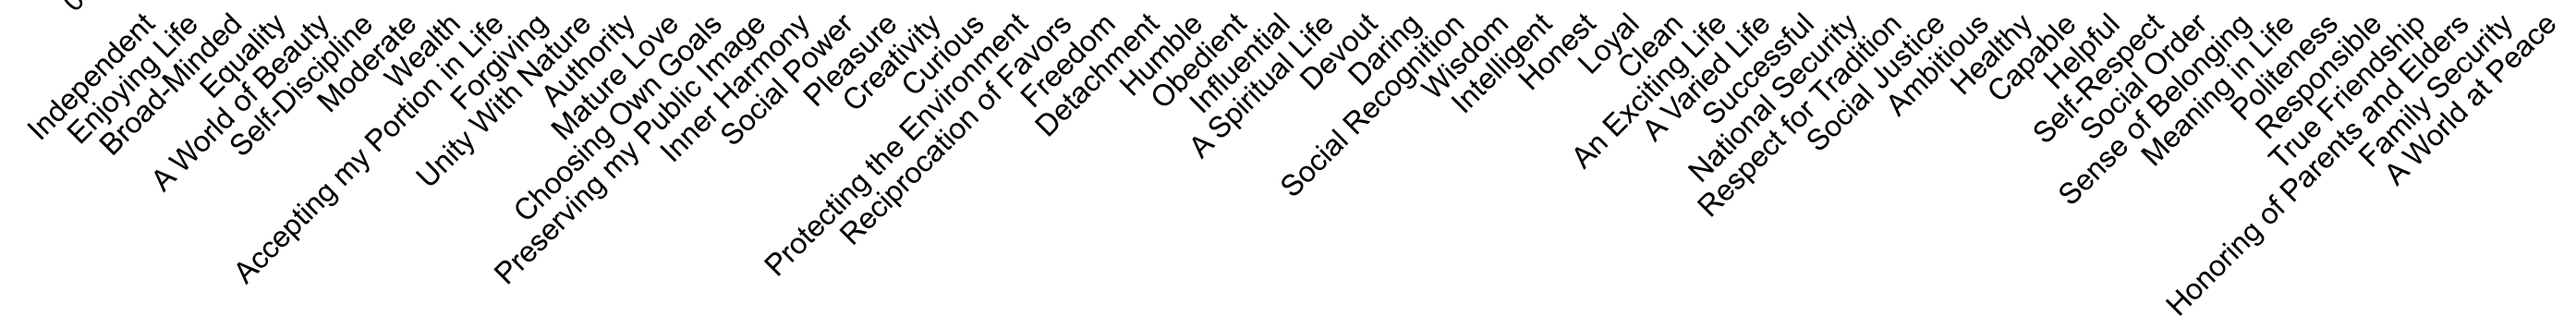 Independent
Enjoying Life
Broad-Minded
Equality
A World of Beauty
Self-Discipline
Moderate
Wealth
Accepting my Portion in Life
Forgiving
Unity With Nature
Authority
Mature Love
Choosing Own Goals
Preserving my Public Image
Inner Harmony
Social Power
Pleasure
Creativity
Curious
Protecting the Environment
Reciprocation of Favors
Freedom
Detachment
Humble
Obedient
Influential
A Spiritual Life
Devout
Daring
Social Recognition
Wisdom
Intelligent
Honest
Loyal
Clean
An Exciting Life
A Varied Life
Successful
National Security
Respect for Tradition
Social Justice
Ambitious
Healthy
Capable
Helpful
Self-Respect
Social Order
Sense of Belonging
Meaning in Life
Politeness
Responsible
True Friendship
Honoring of Parents and Elders
Family Security
A World at Peace